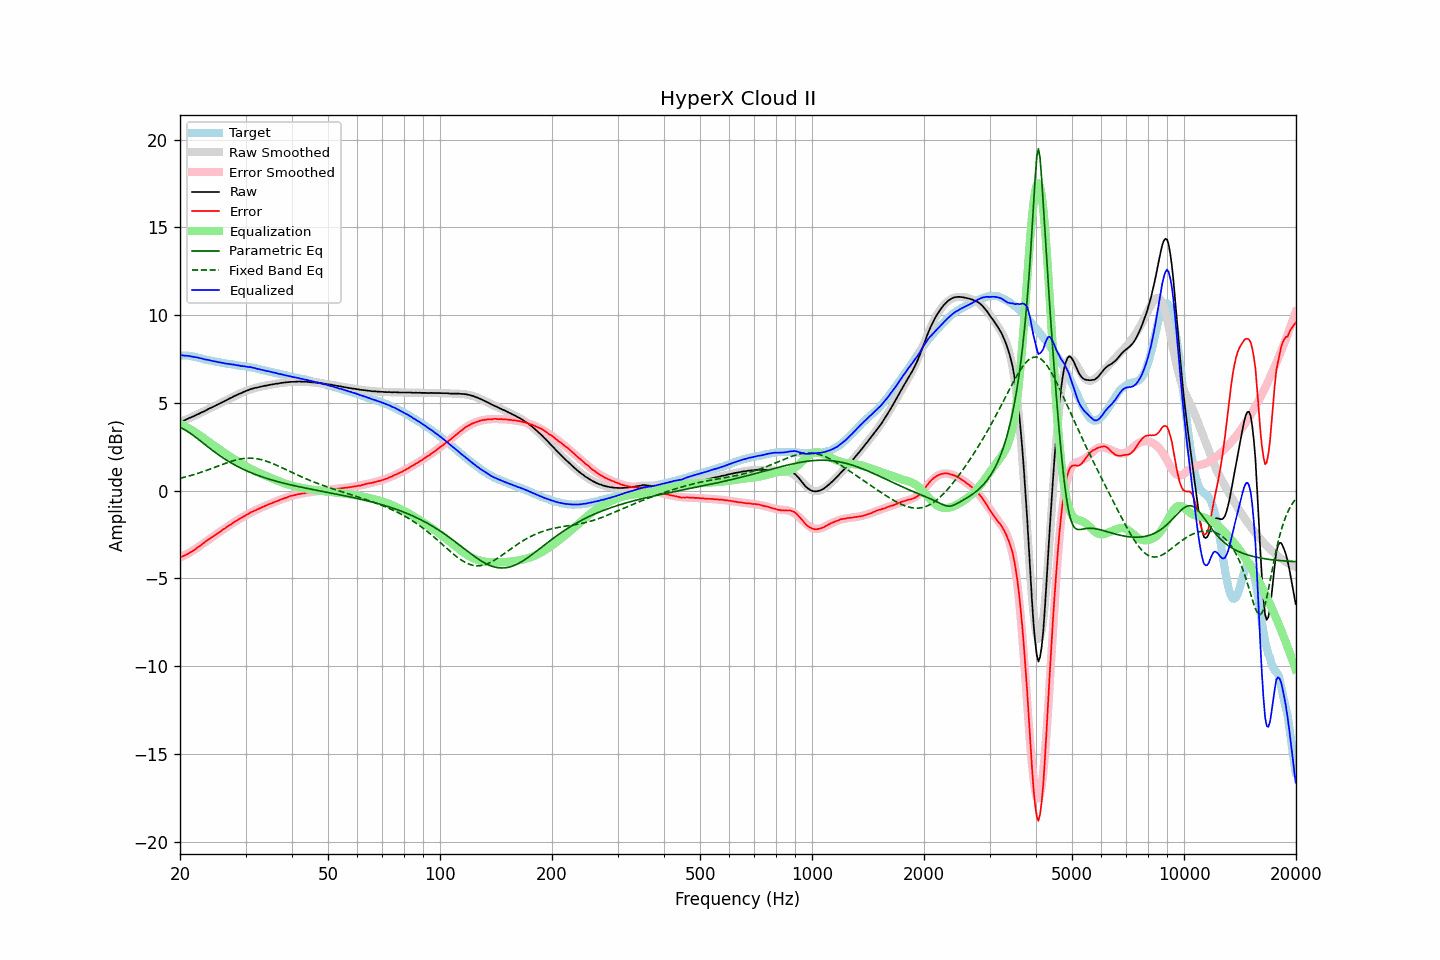 HyperX Cloud II
Target
Raw Smoothed
Error Smoothed
Raw
Error
Equalization
Parametric Eq
Fixed Band Eq
Equalized
Amplitude (dBr)
20
15
10
5
0
−5
−10
−15
−20
20 50 100 200 500 1000 2000 5000 10000 20000
Frequency (Hz)